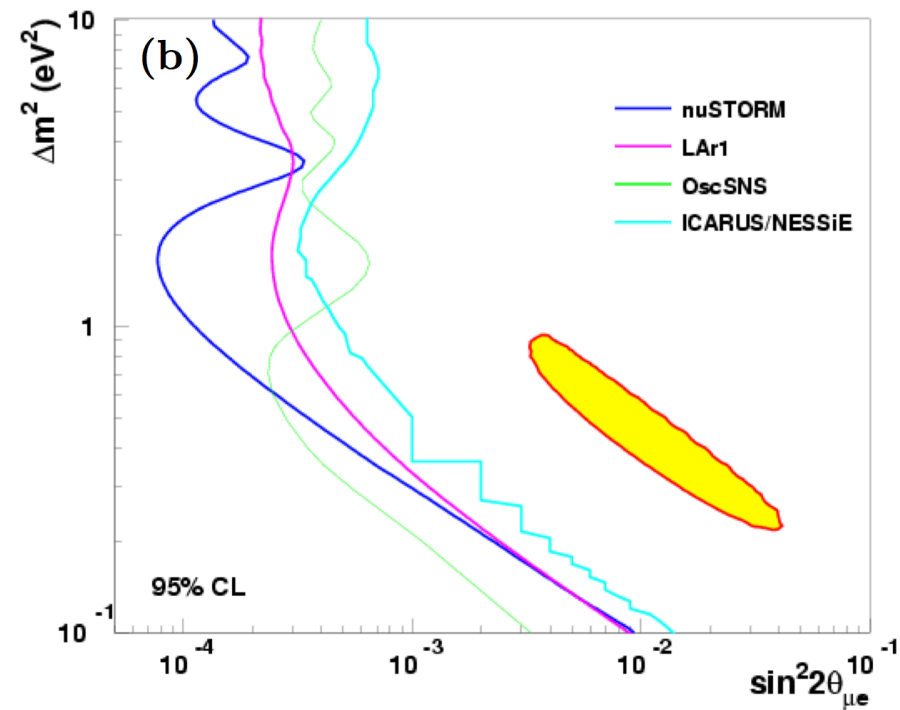 Δm² (eV²)
10
(b)
nuSTORM
LAr1
OscSNS
ICARUS/NESSiE
1
95% CL
10⁻¹
10⁻⁴
10⁻³
10⁻²
10⁻¹
sin²2θμe